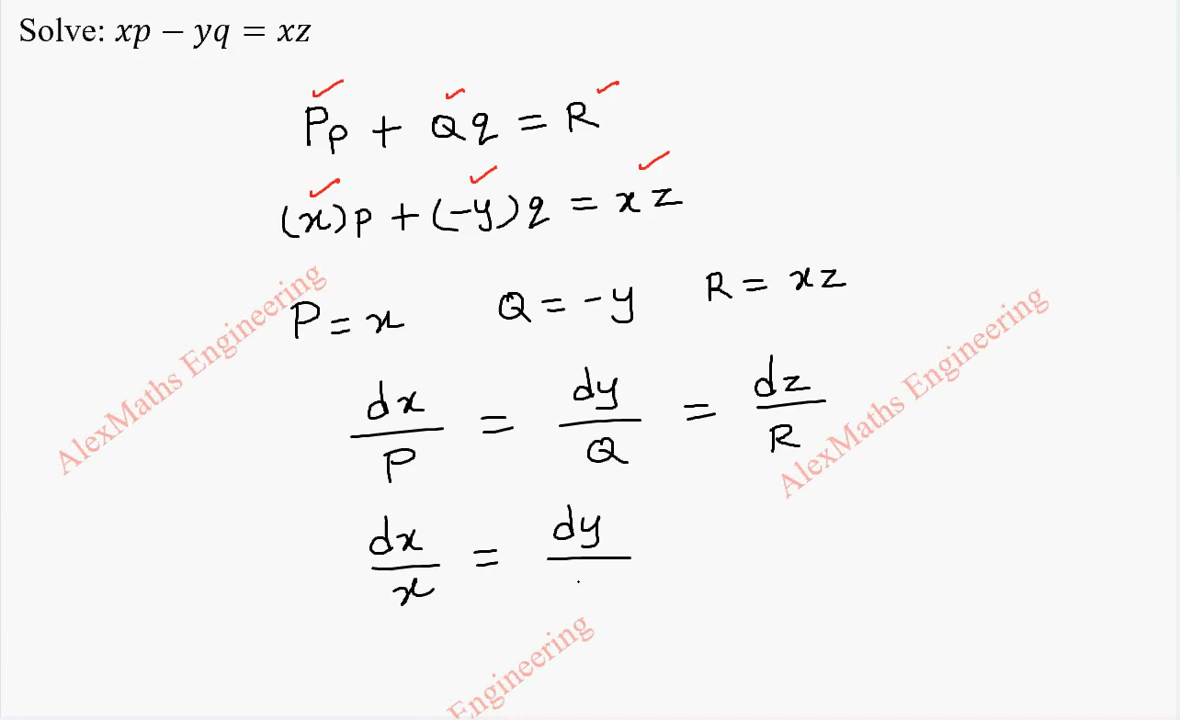 Solve: xp − yq = xz
Pp + Qq = R
(x)p + (-y)q = xz
P = x Q = -y R = xz
dx/P = dy/Q = dz/R
dx/x = dy/
AlexMaths Engineering
AlexMaths Engineering
Engineering